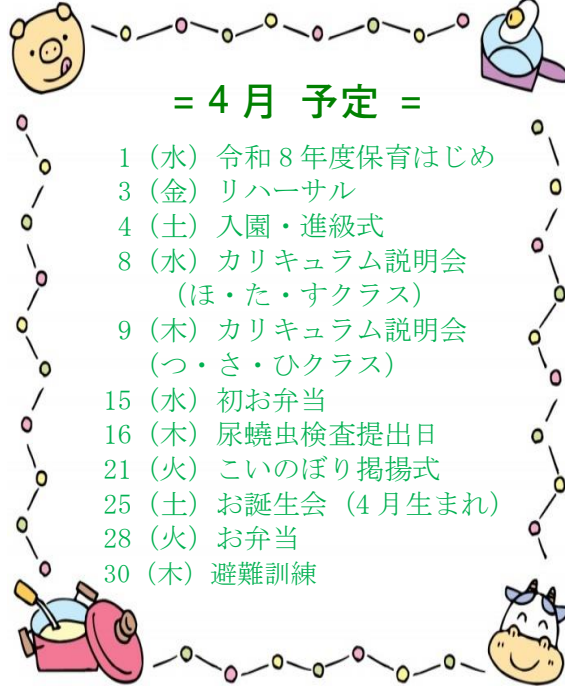 = 4月 予定 =
1（水）令和8年度保育はじめ
3（金）リハーサル
4（土）入園・進級式
8（水）カリキュラム説明会
（ほ・た・すクラス）
9（木）カリキュラム説明会
（つ・さ・ひクラス）
15（水）初お弁当
16（木）尿蟯虫検査提出日
21（火）こいのぼり掲揚式
25（土）お誕生会（4月生まれ）
28（火）お弁当
30（木）避難訓練